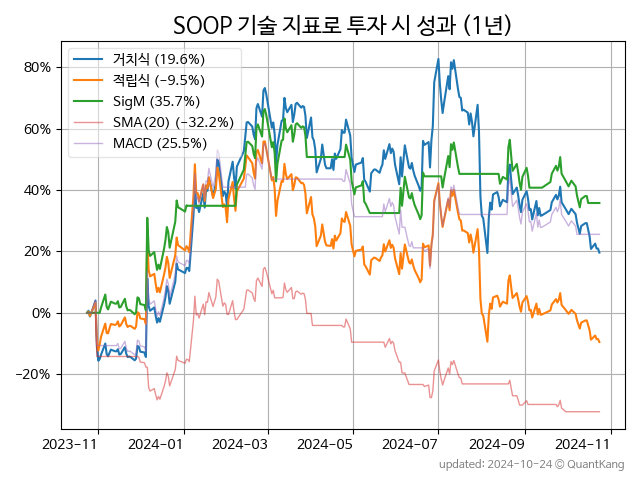 SOOP 기술 지표로 투자 시 성과 (1년)
거치식 (19.6%)
적립식 (−9.5%)
SigM (35.7%)
SMA(20) (−32.2%)
MACD (25.5%)
80%
60%
40%
20%
0%
−20%
2023−11 2024−01 2024−03 2024−05 2024−07 2024−09 2024−11
updated: 2024-10-24 ⓒ QuantKang